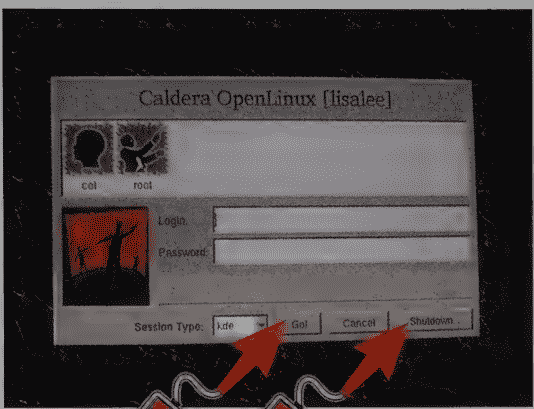 Caldera OpenLinux [lisalee]
col root
Login:
Password:
Session Type: kde Go! Cancel Shutdown...